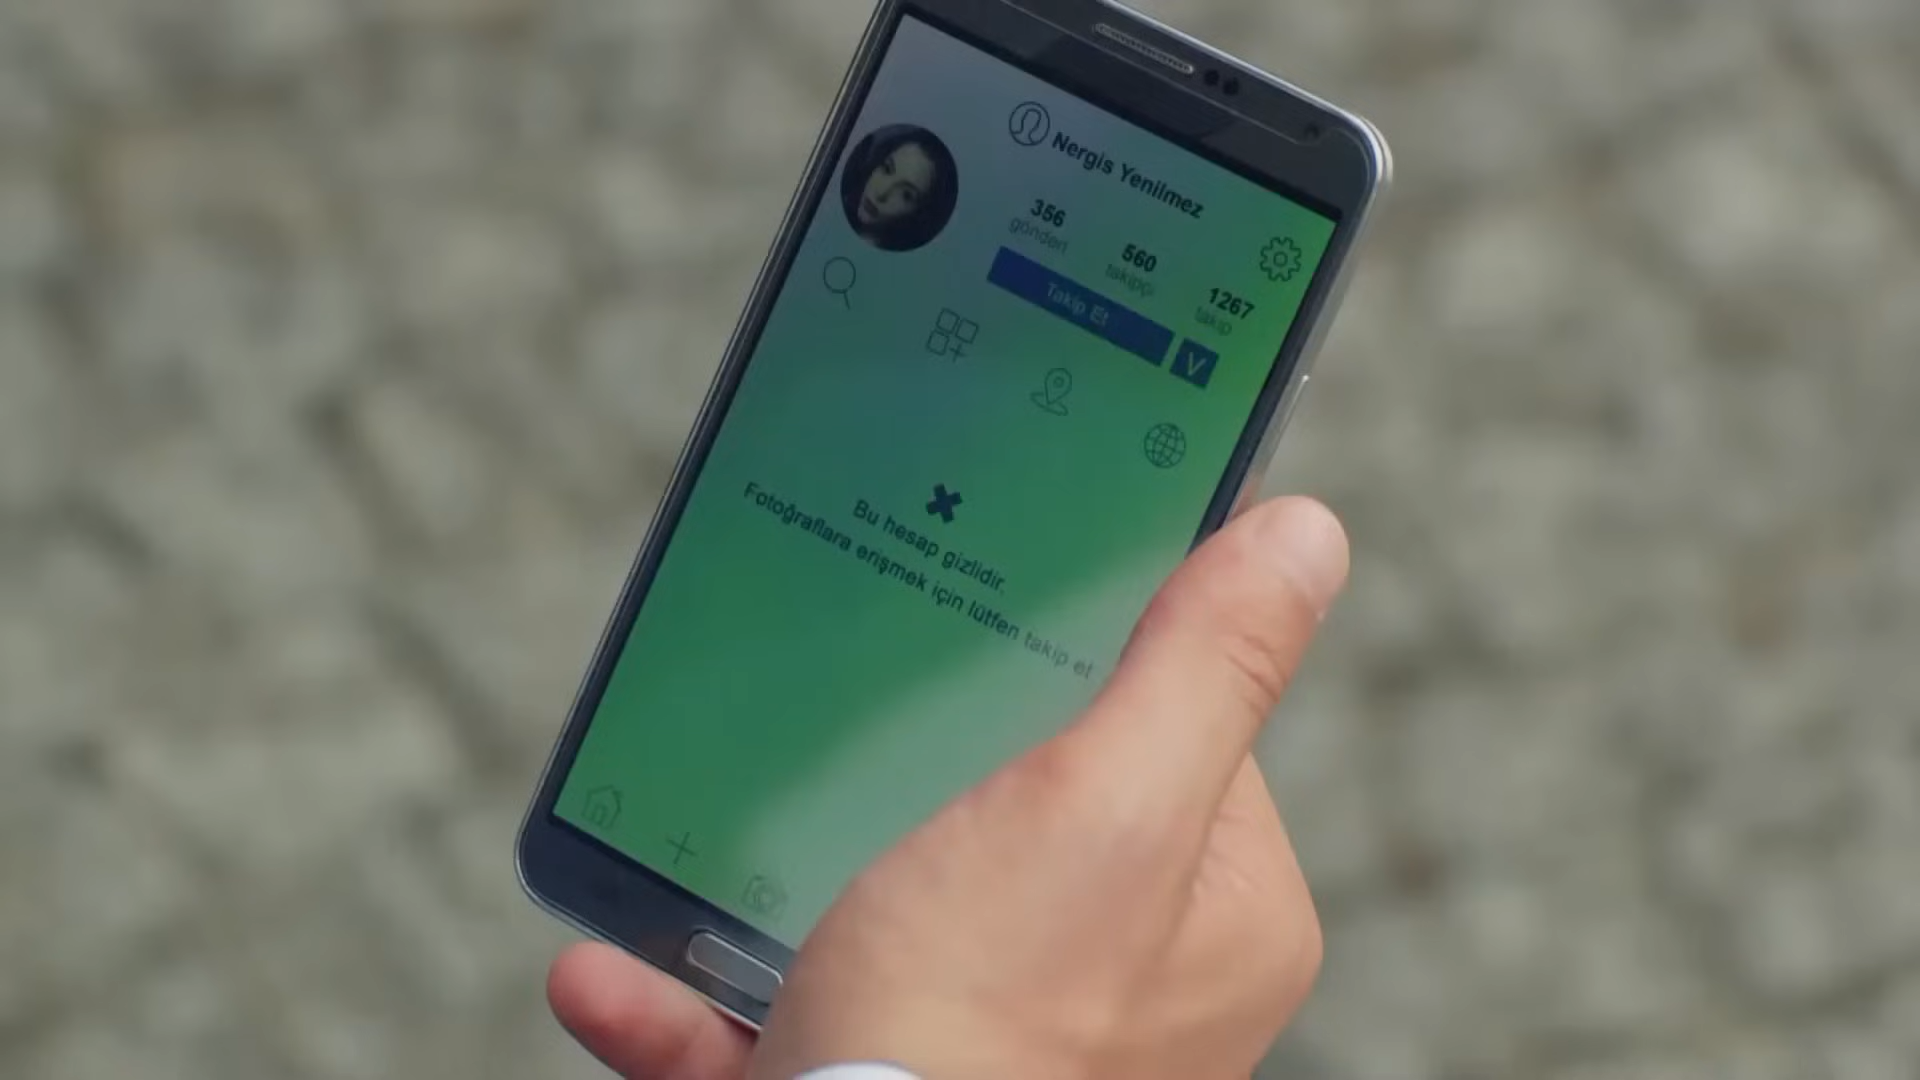 Nergis Yenilmez
356
gönderi
560
takipçi
1267
takip
Takip Et
V
Bu hesap gizlidir.
Fotoğraflara erişmek için lütfen takip et